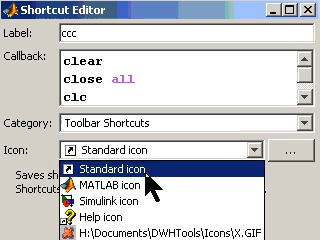 Shortcut Editor
Label: ccc
Callback: clear
close all
clc
Category: Toolbar Shortcuts
Icon: Standard icon ...
Standard icon
Saves sh
MATLAB icon
Shortcuts
Simulink icon
Help icon
H:\Documents\DWHTools\Icons\X.GIF